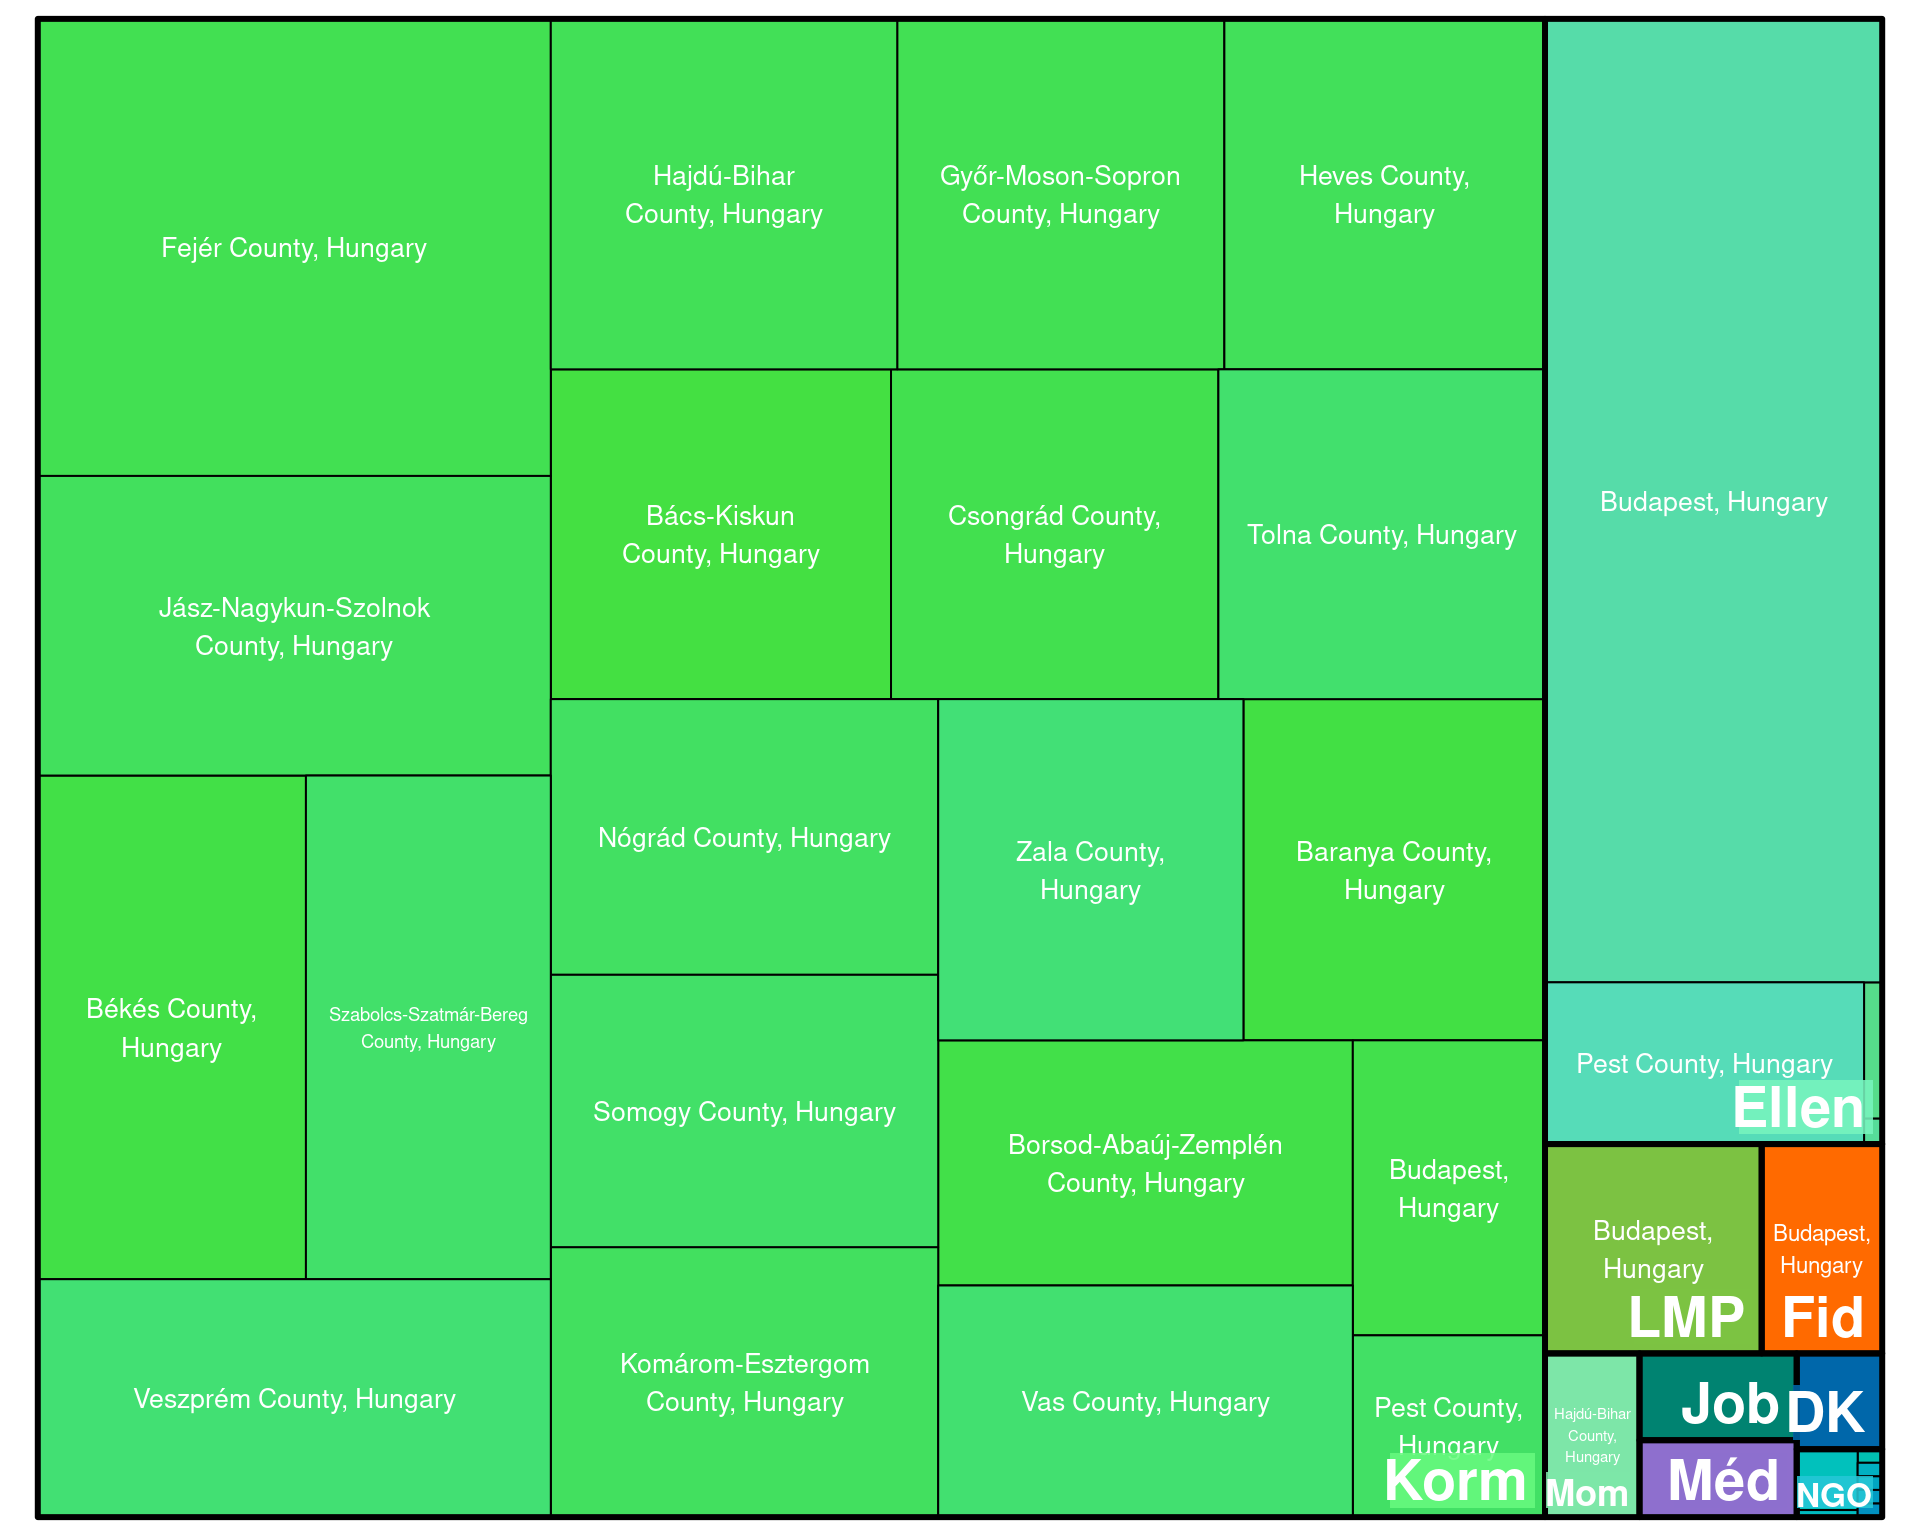 Fejér County, Hungary
Hajdú-Bihar
County, Hungary
Győr-Moson-Sopron
County, Hungary
Heves County,
Hungary
Budapest, Hungary
Jász-Nagykun-Szolnok
County, Hungary
Bács-Kiskun
County, Hungary
Csongrád County,
Hungary
Tolna County, Hungary
Békés County,
Hungary
Szabolcs-Szatmár-Bereg
County, Hungary
Nógrád County, Hungary
Zala County,
Hungary
Baranya County,
Hungary
Somogy County, Hungary
Borsod-Abaúj-Zemplén
County, Hungary
Budapest,
Hungary
Pest County, Hungary
Ellen
Veszprém County, Hungary
Komárom-Esztergom
County, Hungary
Vas County, Hungary
Pest County,
Hungary
Korm
Budapest,
Hungary
LMP
Budapest,
Hungary
Fid
Hajdú-Bihar
County,
Hungary
Mom
Job
DK
Méd
NGO